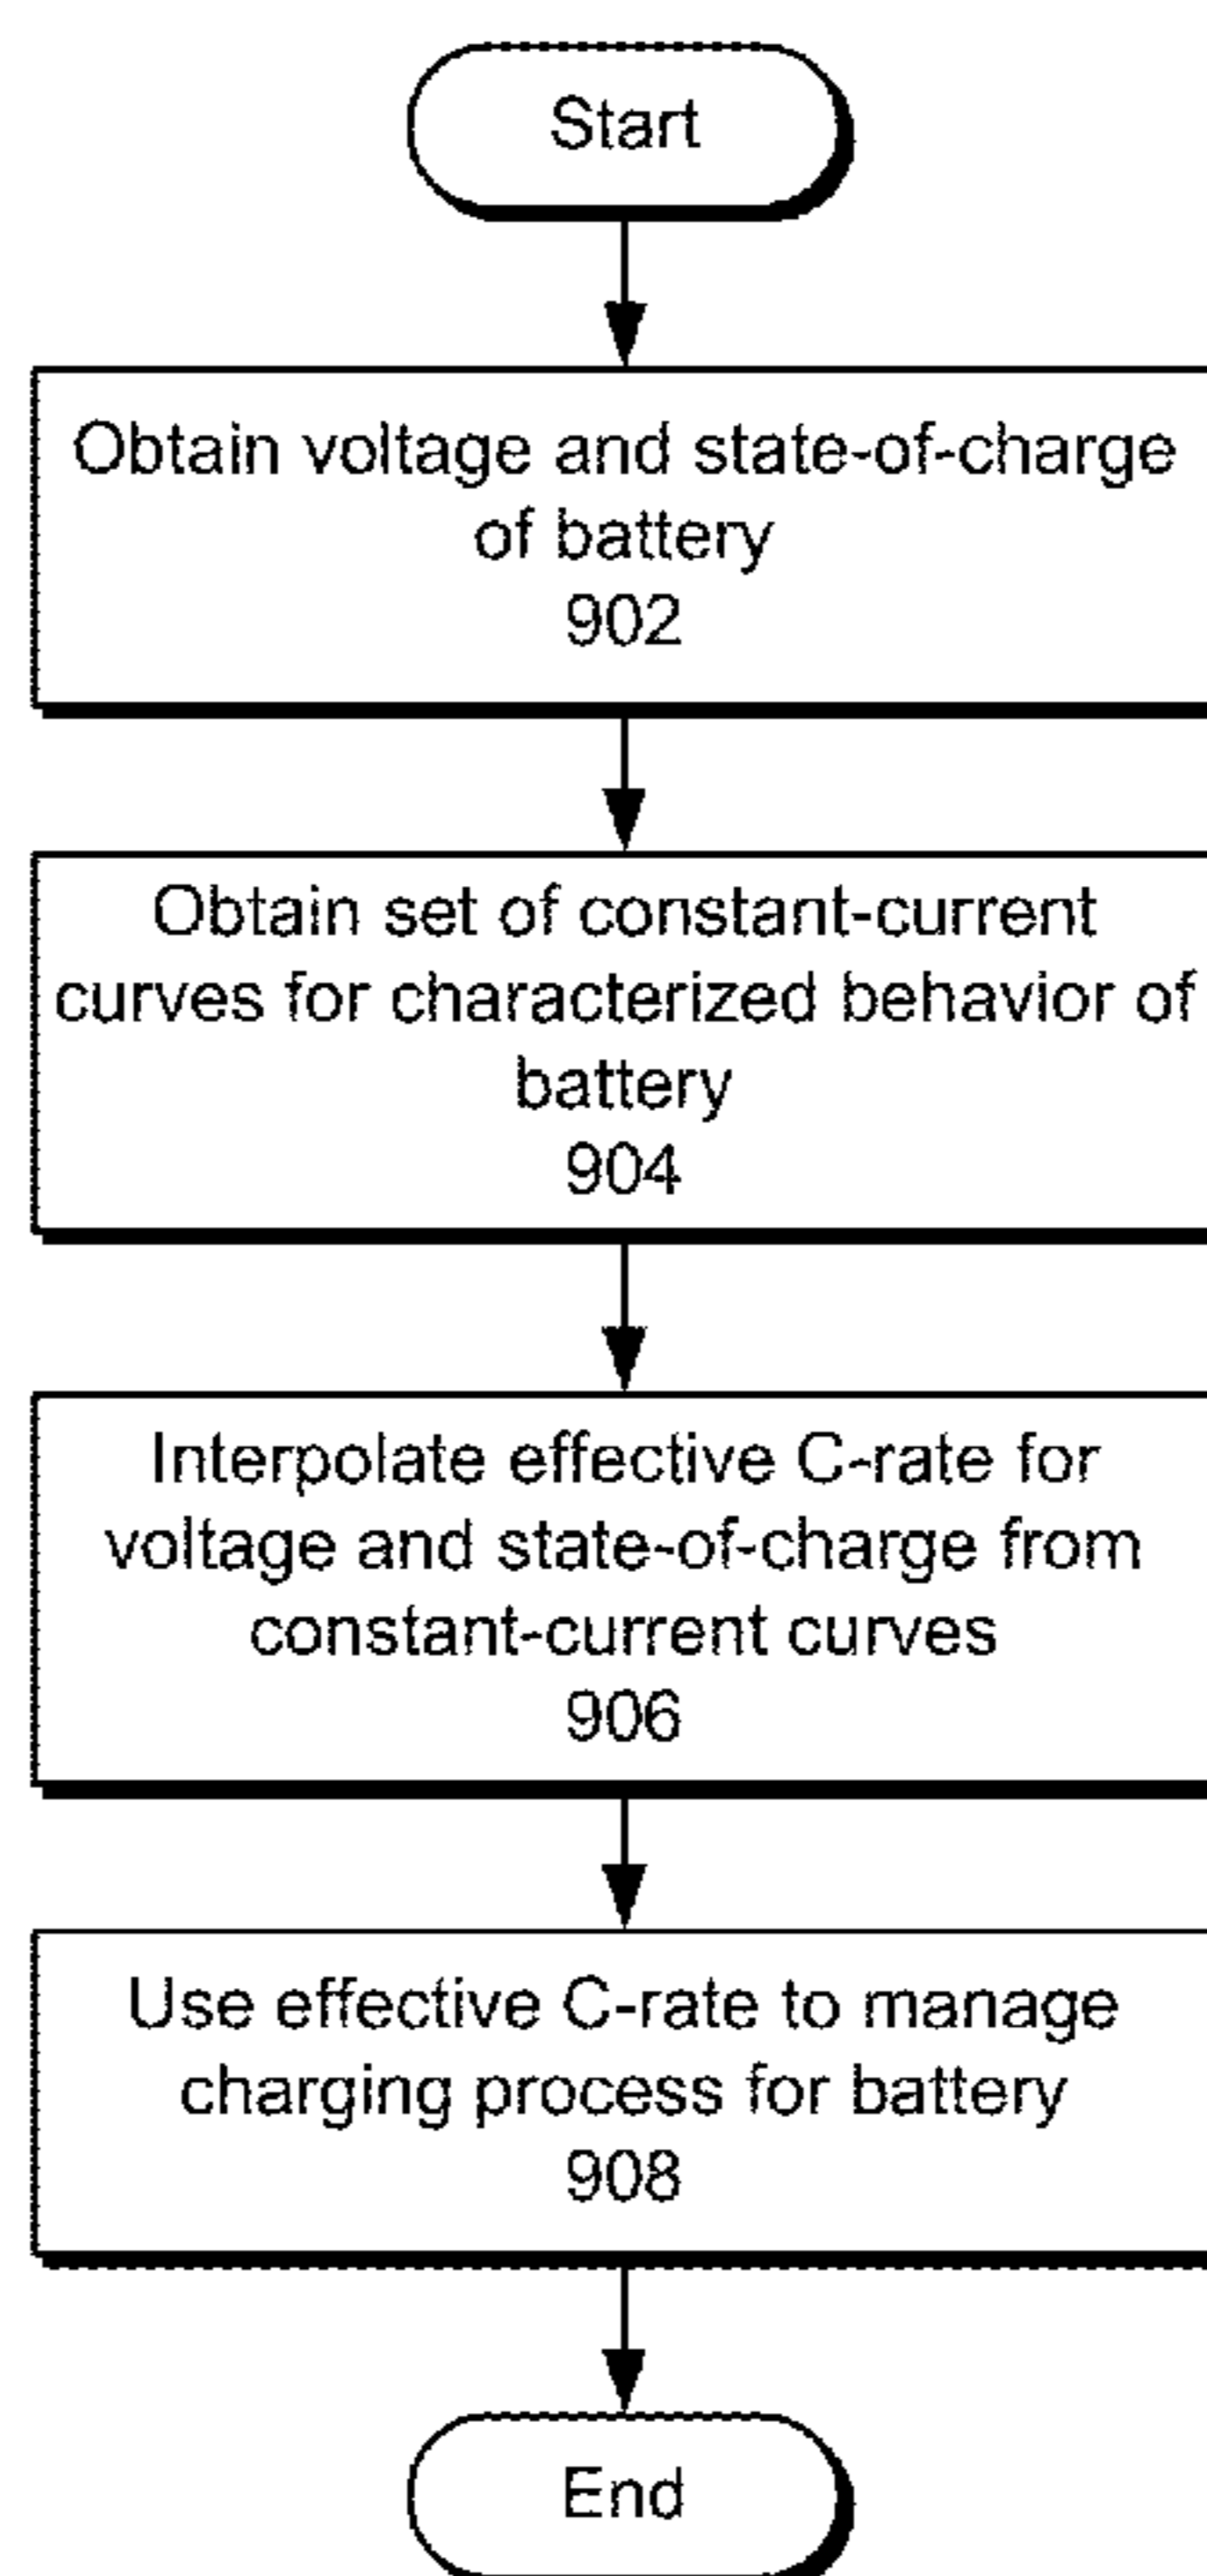 Start
Obtain voltage and state-of-charge
of battery
902
Obtain set of constant-current
curves for characterized behavior of
battery
904
Interpolate effective C-rate for
voltage and state-of-charge from
constant-current curves
906
Use effective C-rate to manage
charging process for battery
908
End